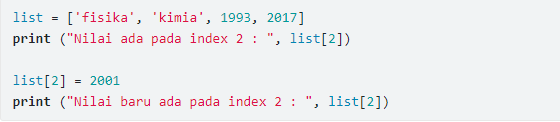 list = ['fisika', 'kimia', 1993, 2017]
print ("Nilai ada pada index 2 : ", list[2])
list[2] = 2001
print ("Nilai baru ada pada index 2 : ", list[2])